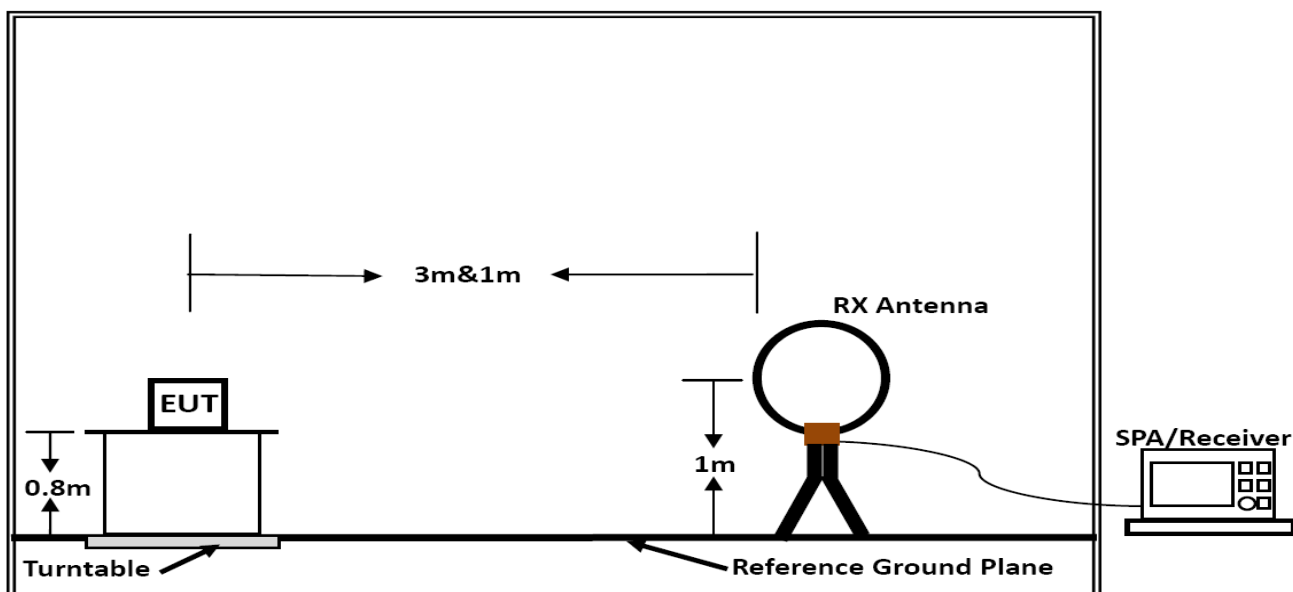 3m&1m
RX Antenna
EUT
SPA/Receiver
1m
0.8m
Turntable
Reference Ground Plane